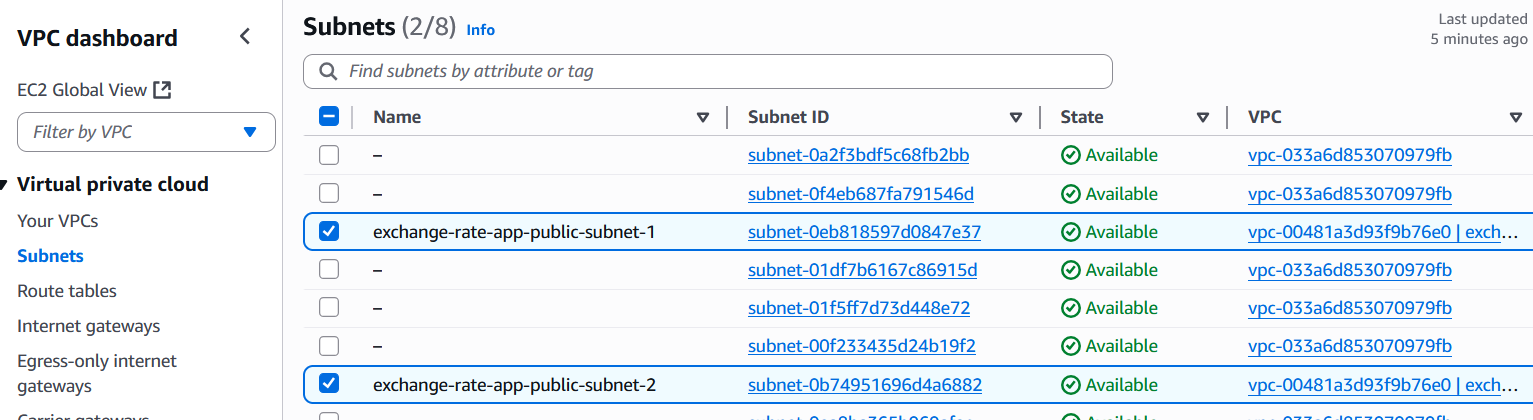 VPC dashboard
EC2 Global View
Filter by VPC
Virtual private cloud
Your VPCs
Subnets
Route tables
Internet gateways
Egress-only internet
gateways
Subnets (2/8) Info
Last updated
5 minutes ago
Find subnets by attribute or tag
Name Subnet ID State VPC
– subnet-0a2f3bdf5c68fb2bb Available vpc-033a6d853070979fb
– subnet-0f4eb687fa791546d Available vpc-033a6d853070979fb
exchange-rate-app-public-subnet-1 subnet-0eb818597d0847e37 Available vpc-00481a3d93f9b76e0 | exch...
– subnet-01df7b6167c86915d Available vpc-033a6d853070979fb
– subnet-01f5ff7d73d448e72 Available vpc-033a6d853070979fb
– subnet-00f233435d24b19f2 Available vpc-033a6d853070979fb
exchange-rate-app-public-subnet-2 subnet-0b74951696d4a6882 Available vpc-00481a3d93f9b76e0 | exch...